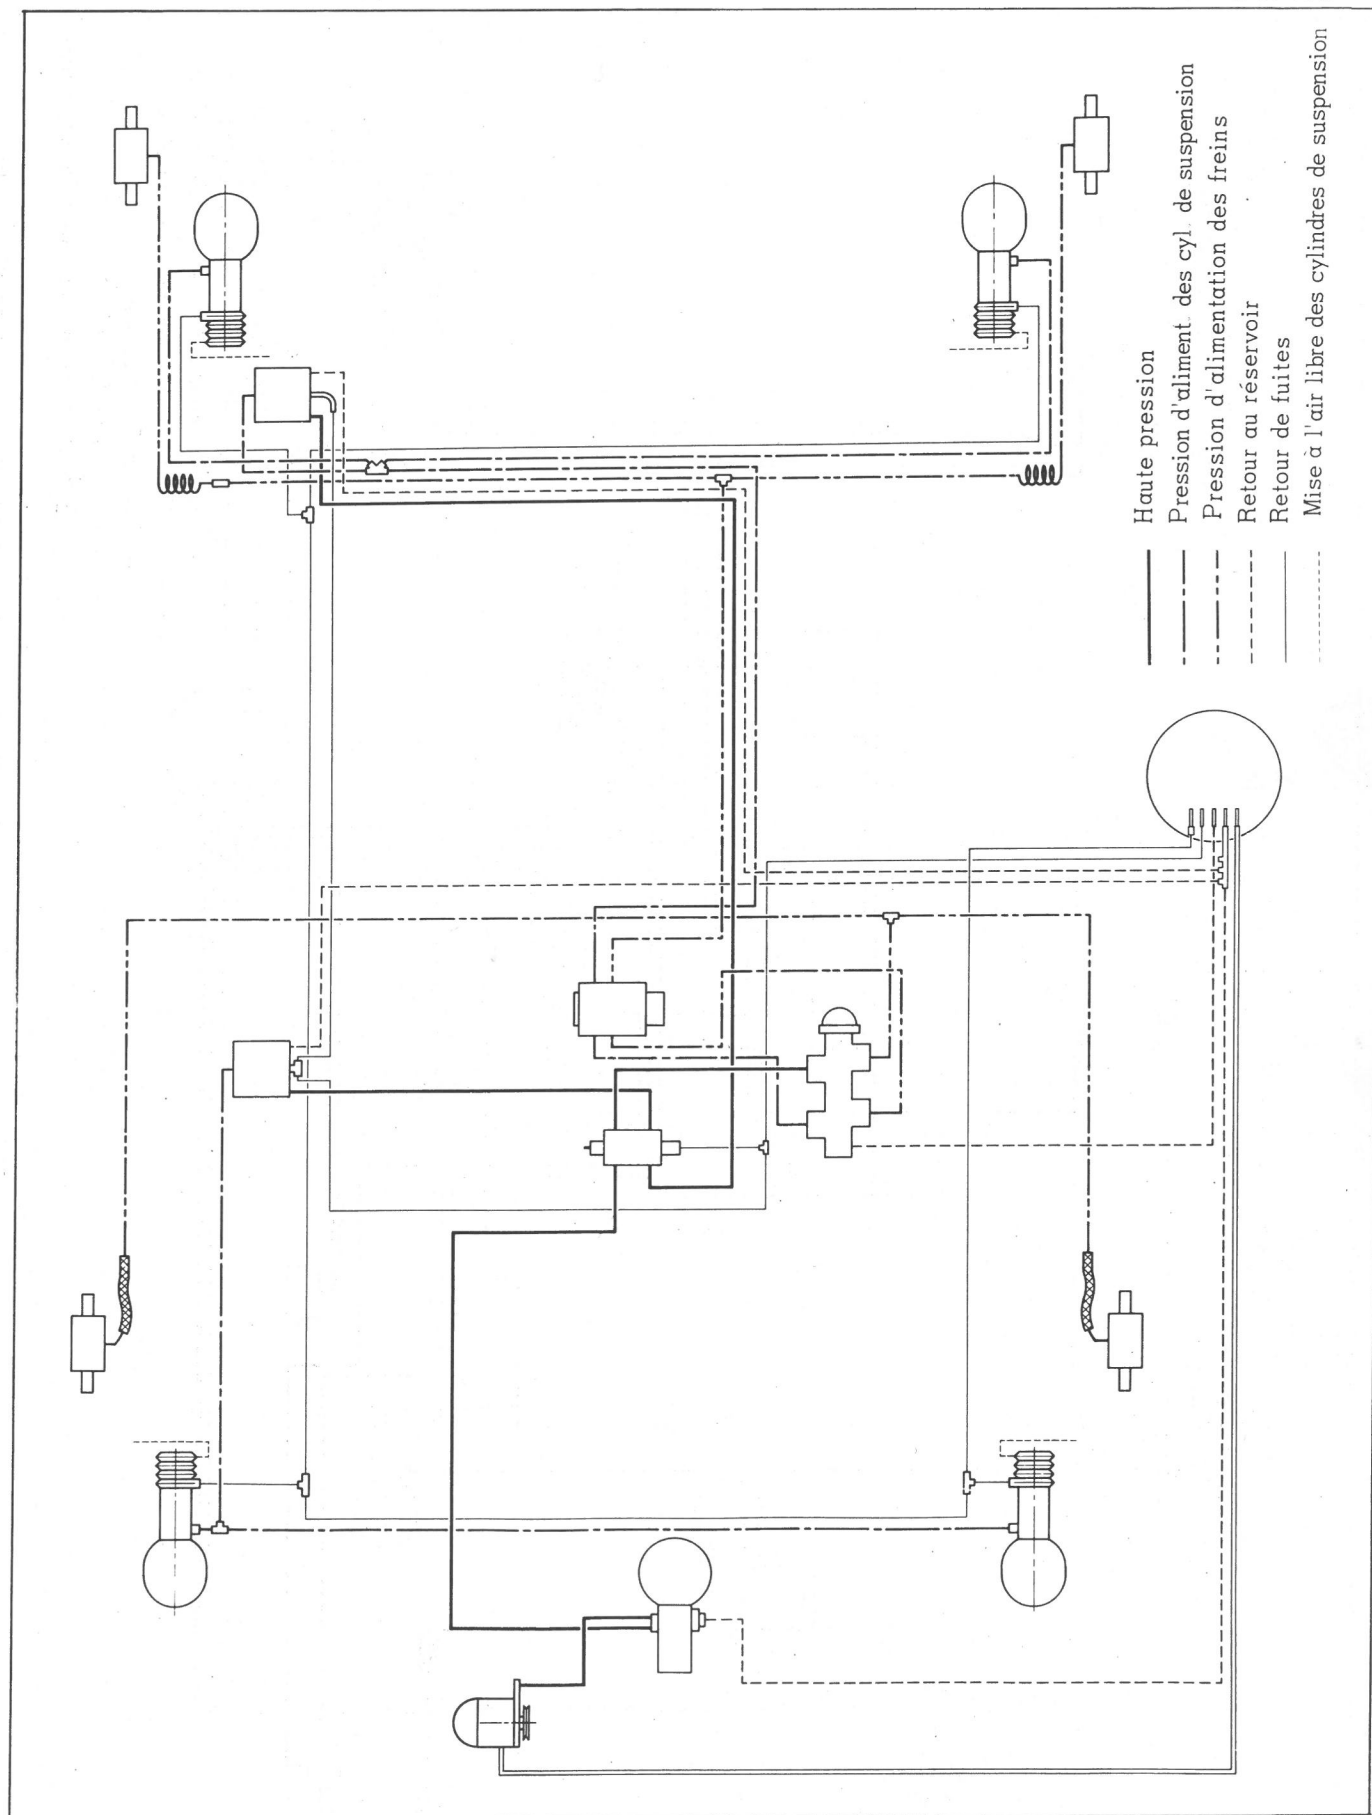 Haute pression
Pression d'aliment. des cyl. de suspension
Pression d'alimentation des freins
Retour au réservoir
Retour de fuites
Mise à l'air libre des cylindres de suspension